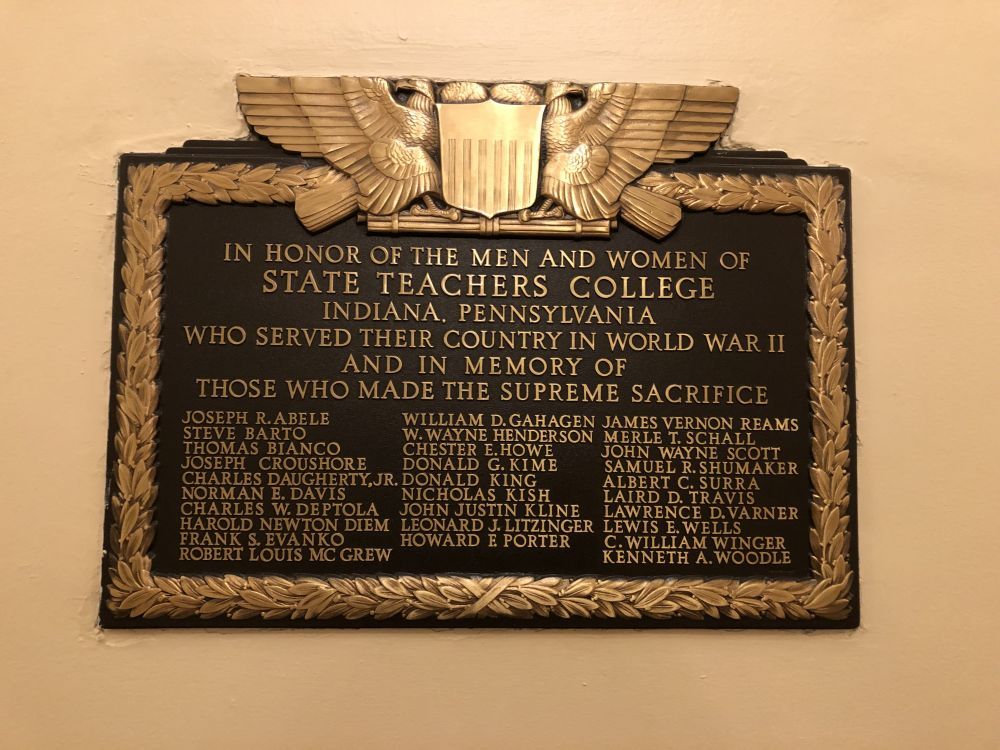 IN HONOR OF THE MEN AND WOMEN OF
STATE TEACHERS COLLEGE
INDIANA, PENNSYLVANIA
WHO SERVED THEIR COUNTRY IN WORLD WAR II
AND IN MEMORY OF
THOSE WHO MADE THE SUPREME SACRIFICE
JOSEPH R. ABELE
STEVE BARTO
THOMAS BIANCO
JOSEPH CROUSHORE
CHARLES DAUGHERTY, JR.
NORMAN E. DAVIS
CHARLES W. DEPTOLA
HAROLD NEWTON DIEM
FRANK S. EVANKO
ROBERT LOUIS MC GREW
WILLIAM D. GAHAGEN
W. WAYNE HENDERSON
CHESTER E. HOWE
DONALD G. KIME
DONALD KING
NICHOLAS KISH
JOHN JUSTIN KLINE
LEONARD J. LITZINGER
HOWARD F. PORTER
JAMES VERNON REAMS
MERLE T. SCHALL
JOHN WAYNE SCOTT
SAMUEL R. SHUMAKER
ALBERT C. SURRA
LAIRD D. TRAVIS
LAWRENCE D. VARNER
LEWIS E. WELLS
C. WILLIAM WINGER
KENNETH A. WOODLE